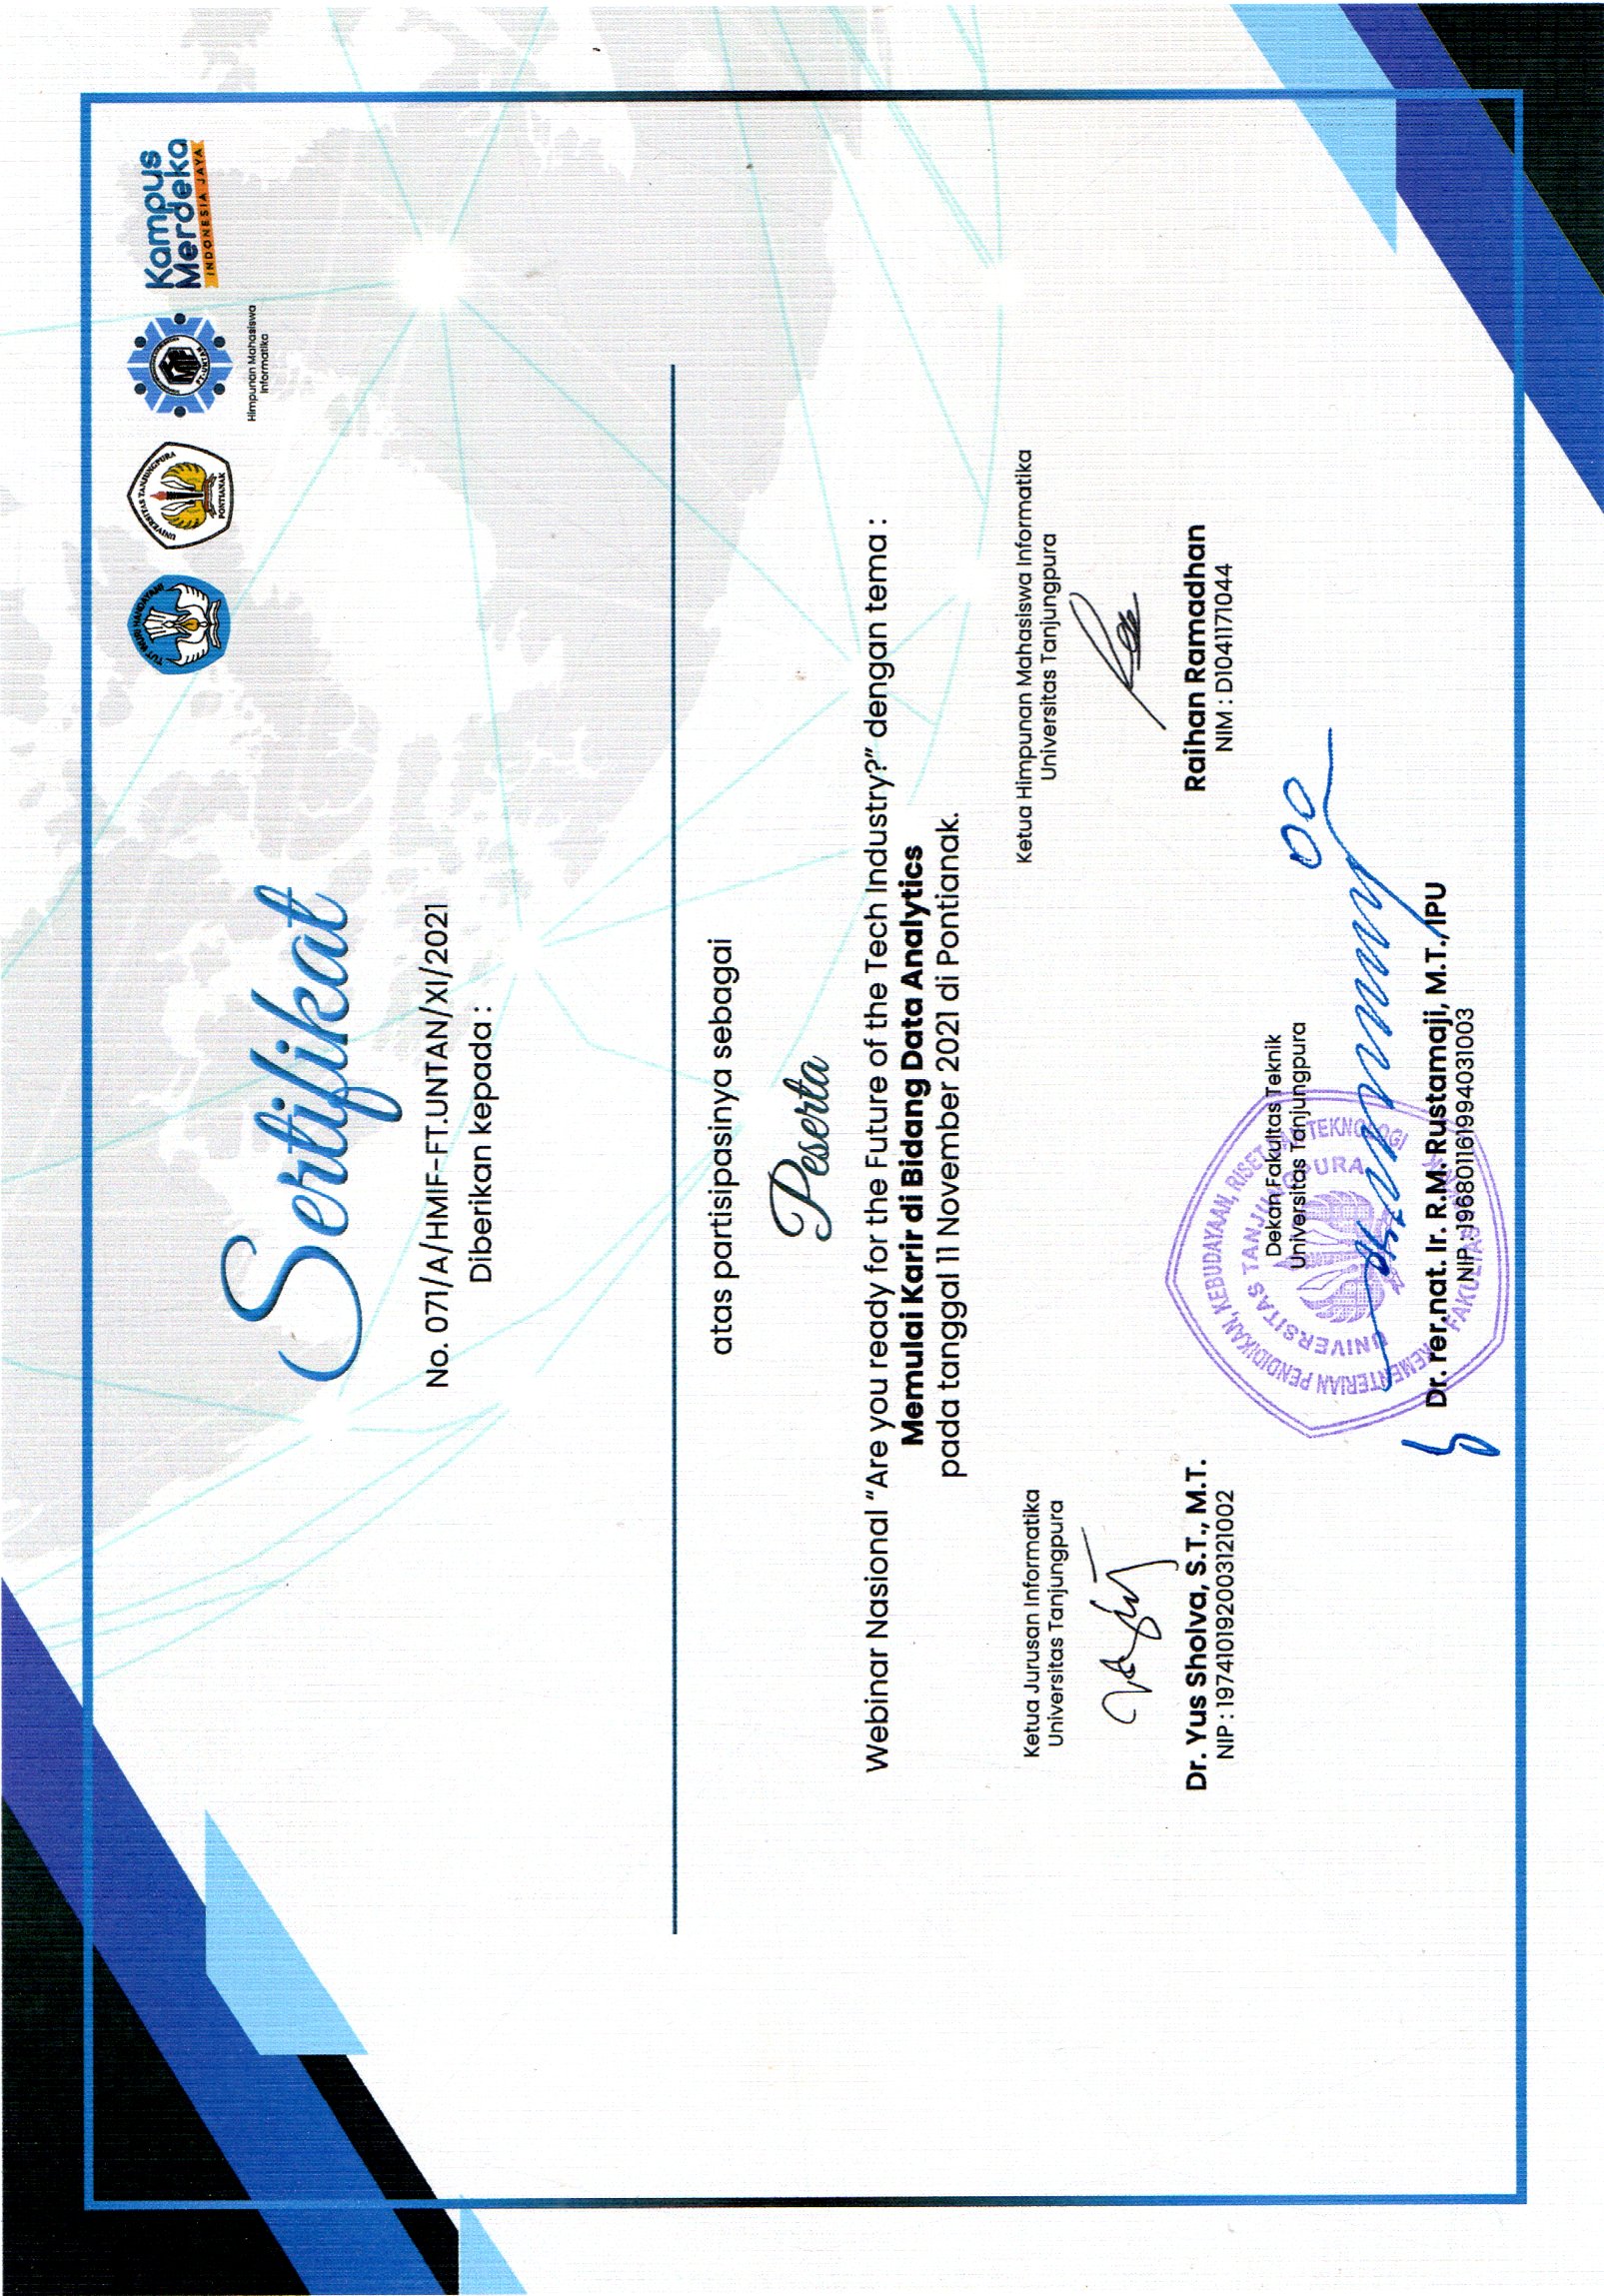 TUT WURI HANDAYANI
UNIVERSITAS TANJUNGPURA
PONTIANAK
FT-UNTAN
Himpunan Mahasiswa
Informatika
Kampus
Merdeka
INDONESIA JAYA
Sertifikat
No. 071/A/HMIF-FT.UNTAN/XI/2021
Diberikan kepada :
atas partisipasinya sebagai
Peserta
Webinar Nasional “Are you ready for the Future of the Tech Industry?” dengan tema :
Memulai Karir di Bidang Data Analytics
pada tanggal 11 November 2021 di Pontianak.
Ketua Jurusan Informatika
Universitas Tanjungpura
Dr. Yus Sholva, S.T., M.T.
NIP : 197410192003121002
Ketua Himpunan Mahasiswa Informatika
Universitas Tanjungpura
Raihan Ramadhan
NIM : D1041171044
KEMENTERIAN PENDIDIKAN, KEBUDAYAAN, RISET, DAN TEKNOLOGI
UNIVERSITAS TANJUNGPURA
FAKULTAS TEKNIK
Dekan Fakultas Teknik
Universitas Tanjungpura
Dr. rer.nat. Ir. R.M. Rustamaji, M.T., IPU
NIP : 196801161994031003